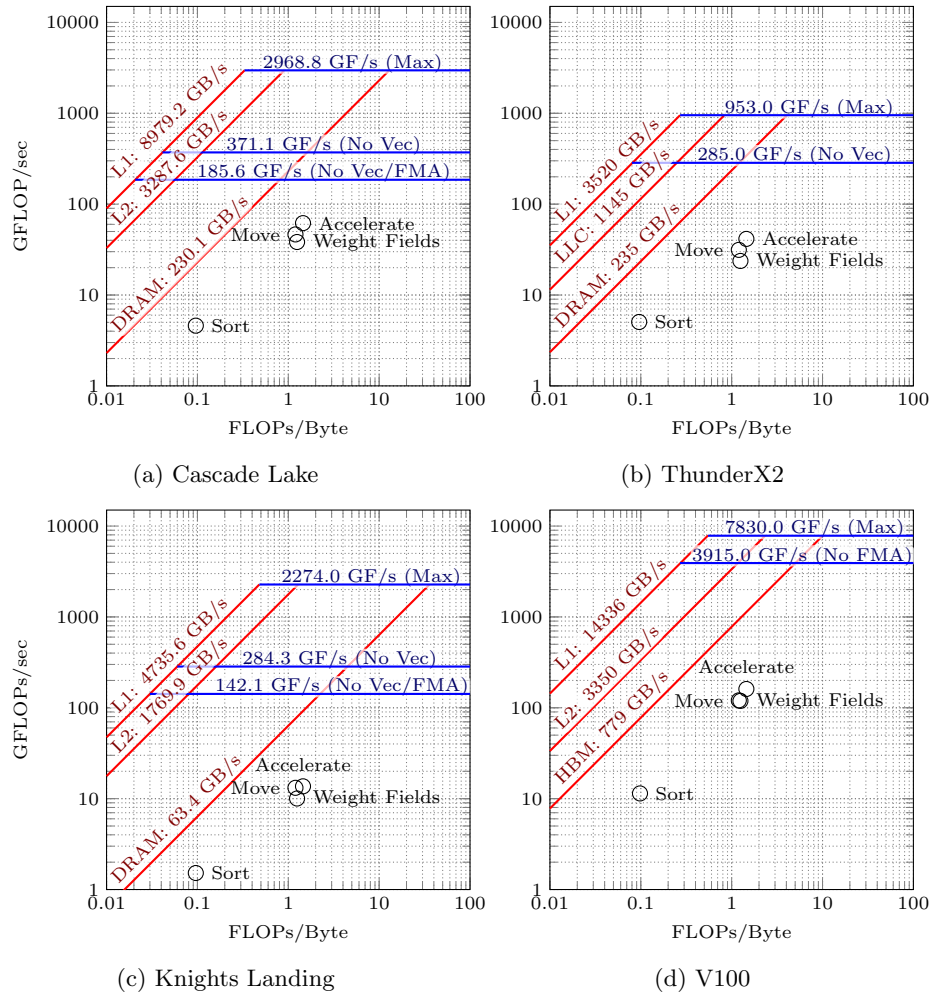 10000
1000
100
10
1
GFLOP/sec
L1: 8979.2 GB/s
L2: 3287.6 GB/s
DRAM: 230.1 GB/s
2968.8 GF/s (Max)
371.1 GF/s (No Vec)
185.6 GF/s (No Vec/FMA)
Accelerate
Move
Weight Fields
Sort
0.01 0.1 1 10 100
FLOPs/Byte
(a) Cascade Lake
10000
1000
100
10
1
L1: 3520 GB/s
LLC: 1145 GB/s
DRAM: 235 GB/s
953.0 GF/s (Max)
285.0 GF/s (No Vec)
Accelerate
Move
Weight Fields
Sort
0.01 0.1 1 10 100
FLOPs/Byte
(b) ThunderX2
10000
1000
100
10
1
GFLOPs/sec
L1: 4735.6 GB/s
L2: 1769.9 GB/s
DRAM: 63.4 GB/s
2274.0 GF/s (Max)
284.3 GF/s (No Vec)
142.1 GF/s (No Vec/FMA)
Accelerate
Move
Weight Fields
Sort
0.01 0.1 1 10 100
FLOPs/Byte
(c) Knights Landing
10000
1000
100
10
1
L1: 14336 GB/s
L2: 3350 GB/s
HBM: 779 GB/s
7830.0 GF/s (Max)
3915.0 GF/s (No FMA)
Accelerate
Move
Weight Fields
Sort
0.01 0.1 1 10 100
FLOPs/Byte
(d) V100